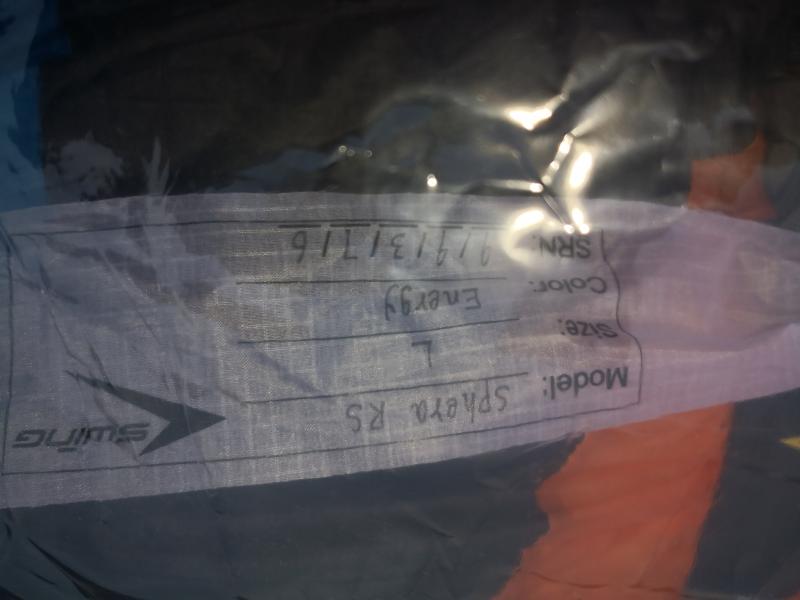 swing
Model: Sphera RS
Size: L
Color: Energy
SRN: